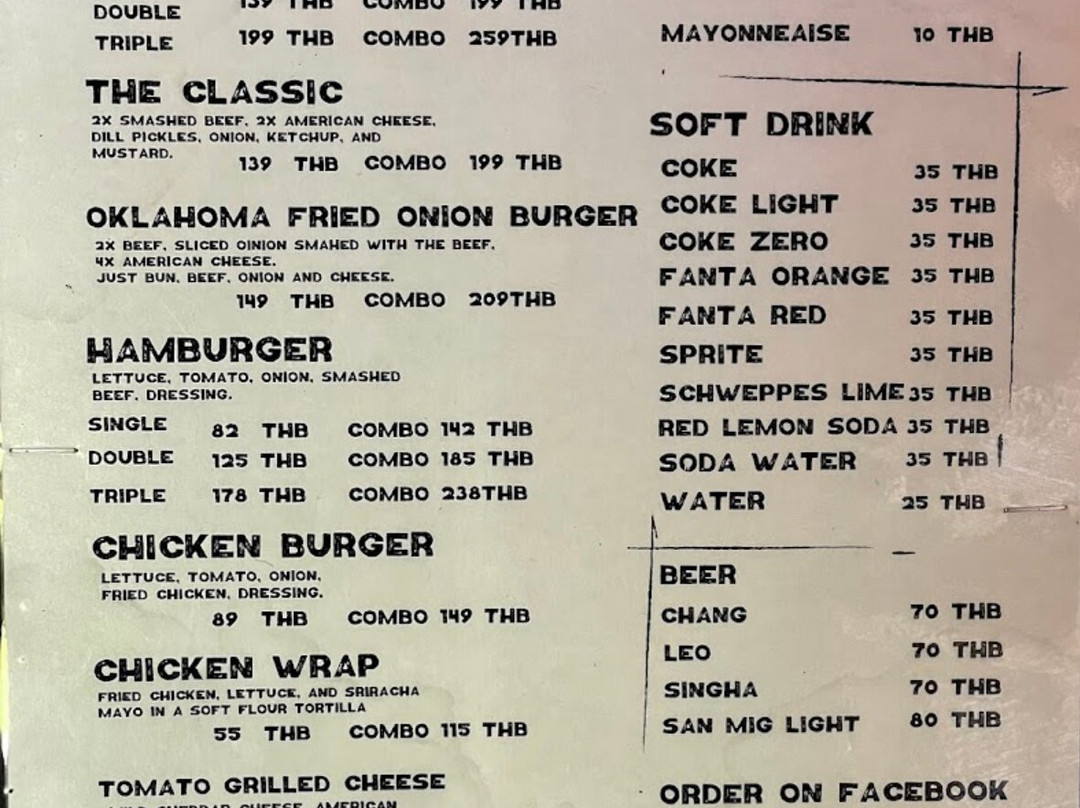 DOUBLE 139 THB COMBO 199 THB
TRIPLE 199 THB COMBO 259THB
THE CLASSIC
2X SMASHED BEEF, 2X AMERICAN CHEESE,
DILL PICKLES, ONION, KETCHUP, AND
MUSTARD.
139 THB COMBO 199 THB
OKLAHOMA FRIED ONION BURGER
2X BEEF, SLICED OINION SMAHED WITH THE BEEF,
4X AMERICAN CHEESE.
JUST BUN, BEEF, ONION AND CHEESE.
149 THB COMBO 209THB
HAMBURGER
LETTUCE, TOMATO, ONION, SMASHED
BEEF, DRESSING.
SINGLE 82 THB COMBO 142 THB
DOUBLE 125 THB COMBO 185 THB
TRIPLE 178 THB COMBO 238THB
CHICKEN BURGER
LETTUCE, TOMATO, ONION,
FRIED CHICKEN, DRESSING.
89 THB COMBO 149 THB
CHICKEN WRAP
FRIED CHICKEN, LETTUCE, AND SRIRACHA
MAYO IN A SOFT FLOUR TORTILLA
55 THB COMBO 115 THB
TOMATO GRILLED CHEESE
CHEDDAR CHEESE, AMERICAN
MAYONNEAISE 10 THB
SOFT DRINK
COKE 35 THB
COKE LIGHT 35 THB
COKE ZERO 35 THB
FANTA ORANGE 35 THB
FANTA RED 35 THB
SPRITE 35 THB
SCHWEPPES LIME 35 THB
RED LEMON SODA 35 THB
SODA WATER 35 THB
WATER 25 THB
BEER
CHANG 70 THB
LEO 70 THB
SINGHA 70 THB
SAN MIG LIGHT 80 THB
ORDER ON FACEBOOK